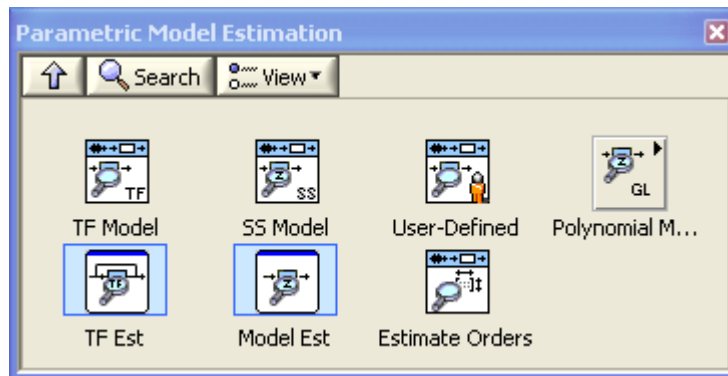 Parametric Model Estimation
Search View
TF z SS z GL
TF Model SS Model User-Defined Polynomial M...
TF z
TF Est Model Est Estimate Orders